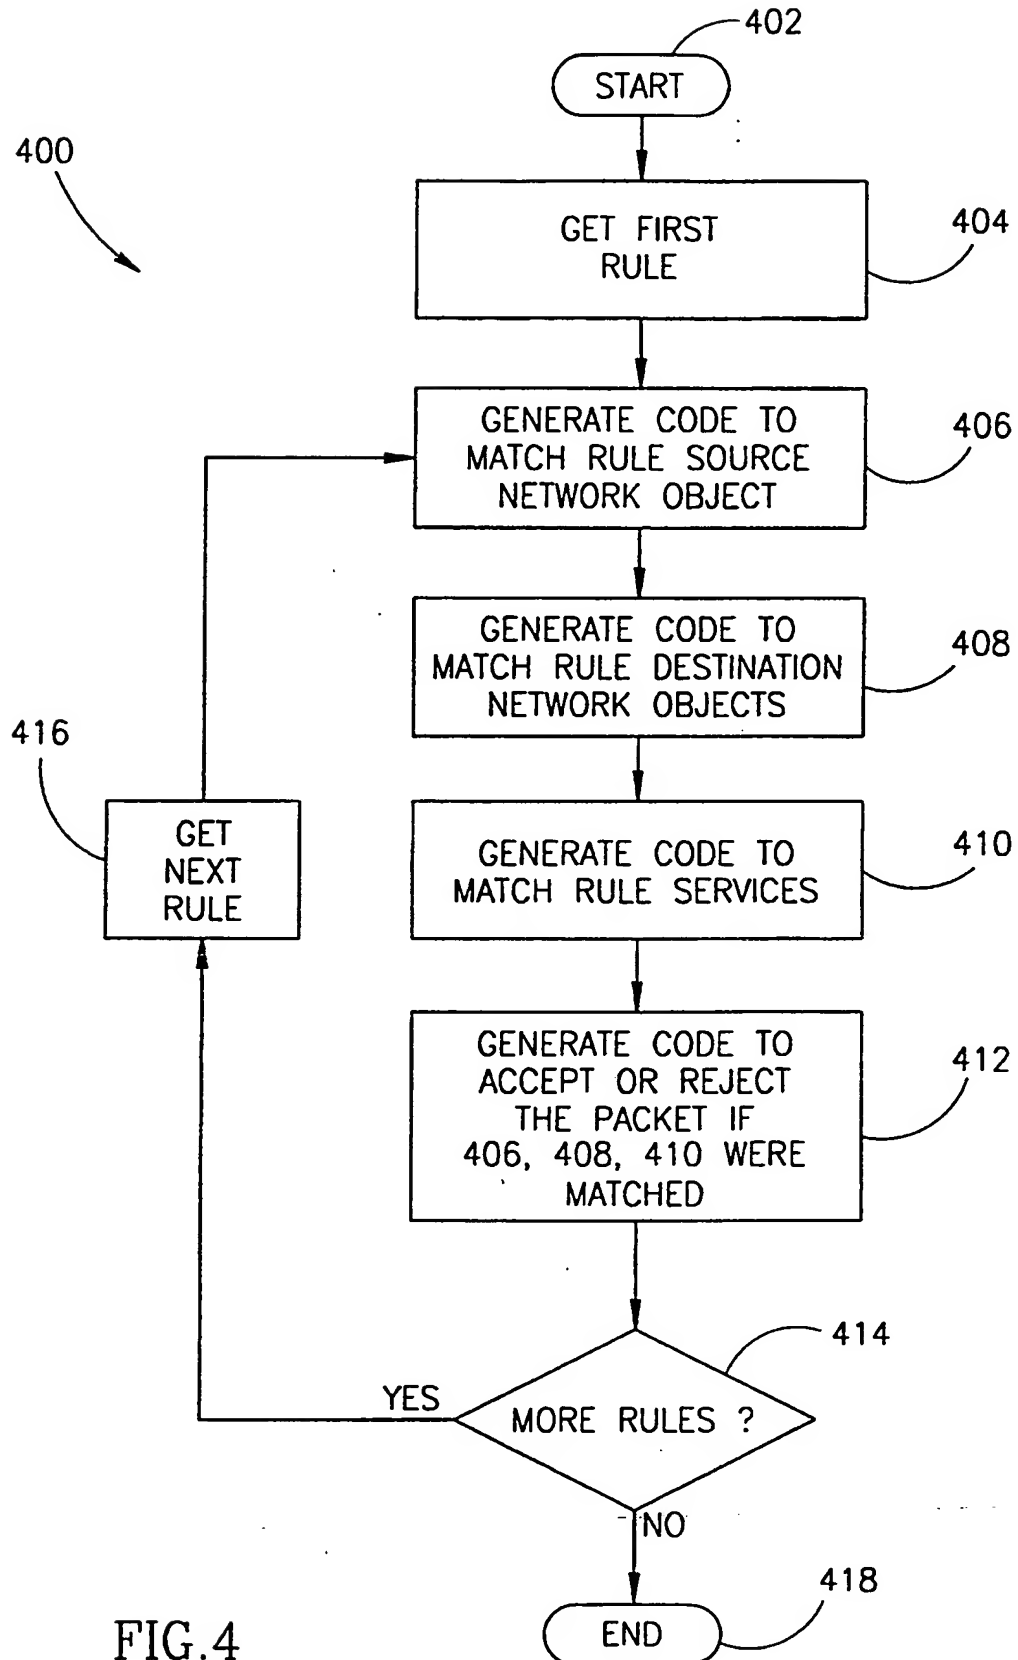 402
START
400
GET FIRST
RULE
404
GENERATE CODE TO
MATCH RULE SOURCE
NETWORK OBJECT
406
GENERATE CODE TO
MATCH RULE DESTINATION
NETWORK OBJECTS
408
416
GET
NEXT
RULE
GENERATE CODE TO
MATCH RULE SERVICES
410
GENERATE CODE TO
ACCEPT OR REJECT
THE PACKET IF
406, 408, 410 WERE
MATCHED
412
414
YES
MORE RULES ?
NO
418
END
FIG.4